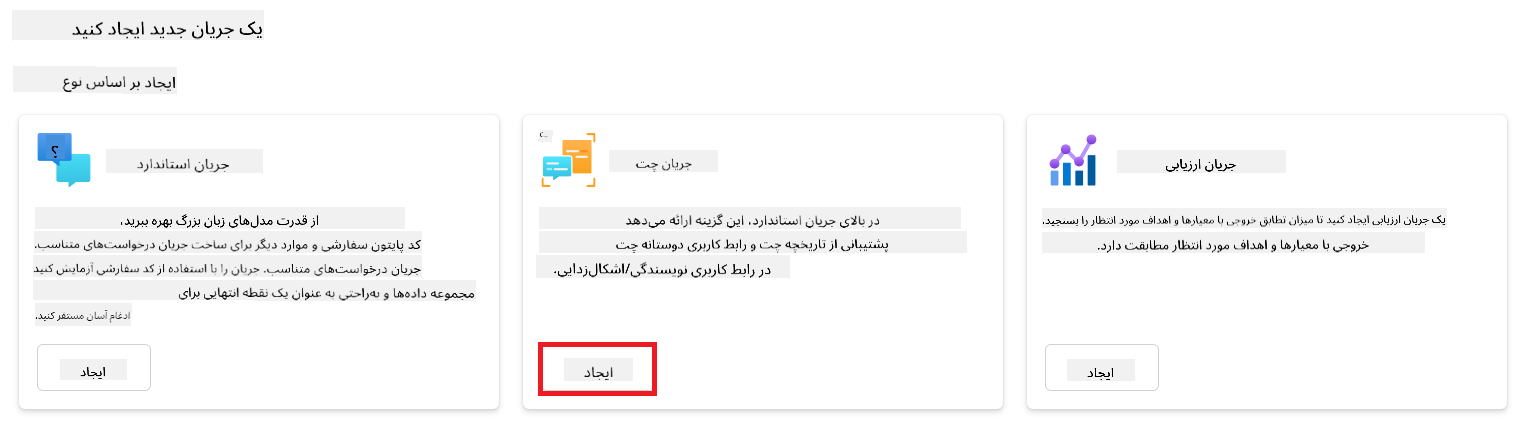 یک جریان جدید ایجاد کنید
ایجاد بر اساس نوع
؟
جریان استاندارد
از قدرت مدل‌های زبان بزرگ بهره ببرید،
کد پایتون سفارشی و موارد دیگر برای ساخت جریان درخواست‌های متناسب.
جریان درخواست‌های متناسب. جریان را با استفاده از کد سفارشی آزمایش کنید
مجموعه داده‌ها و به‌راحتی به عنوان یک نقطه انتهایی برای
ادغام آسان مستقر کنید.
ایجاد
C...
جریان چت
در بالای جریان استاندارد، این گزینه ارائه می‌دهد
پشتیبانی از تاریخچه چت و رابط کاربری دوستانه چت
در رابط کاربری نویسندگی/اشکال‌زدایی.
ایجاد
جریان ارزیابی
یک جریان ارزیابی ایجاد کنید تا میزان تطابق خروجی با معیارها و اهداف مورد انتظار را بسنجید.
خروجی با معیارها و اهداف مورد انتظار مطابقت دارد.
ایجاد